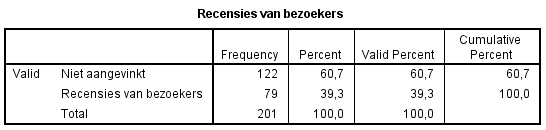 Recensies van bezoekers
Frequency Percent Valid Percent Cumulative Percent
Valid Niet aangevinkt 122 60,7 60,7 60,7
Recensies van bezoekers 79 39,3 39,3 100,0
Total 201 100,0 100,0